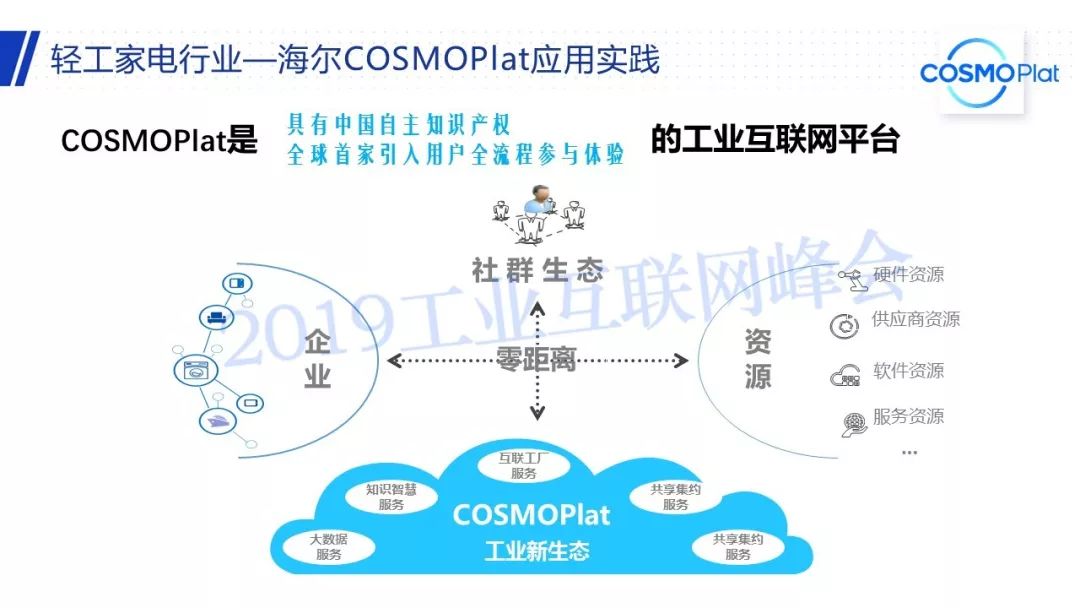 轻工家电行业—海尔COSMOPlat应用实践
COSMOPlat
COSMOPlat是
具有中国自主知识产权
全球首家引入用户全流程参与体验
的工业互联网平台
社群生态
2019工业互联网峰会
企业
零距离
资源
硬件资源
供应商资源
软件资源
服务资源
...
互联工厂
服务
知识智慧
服务
共享集约
服务
大数据
服务
共享集约
服务
COSMOPlat
工业新生态